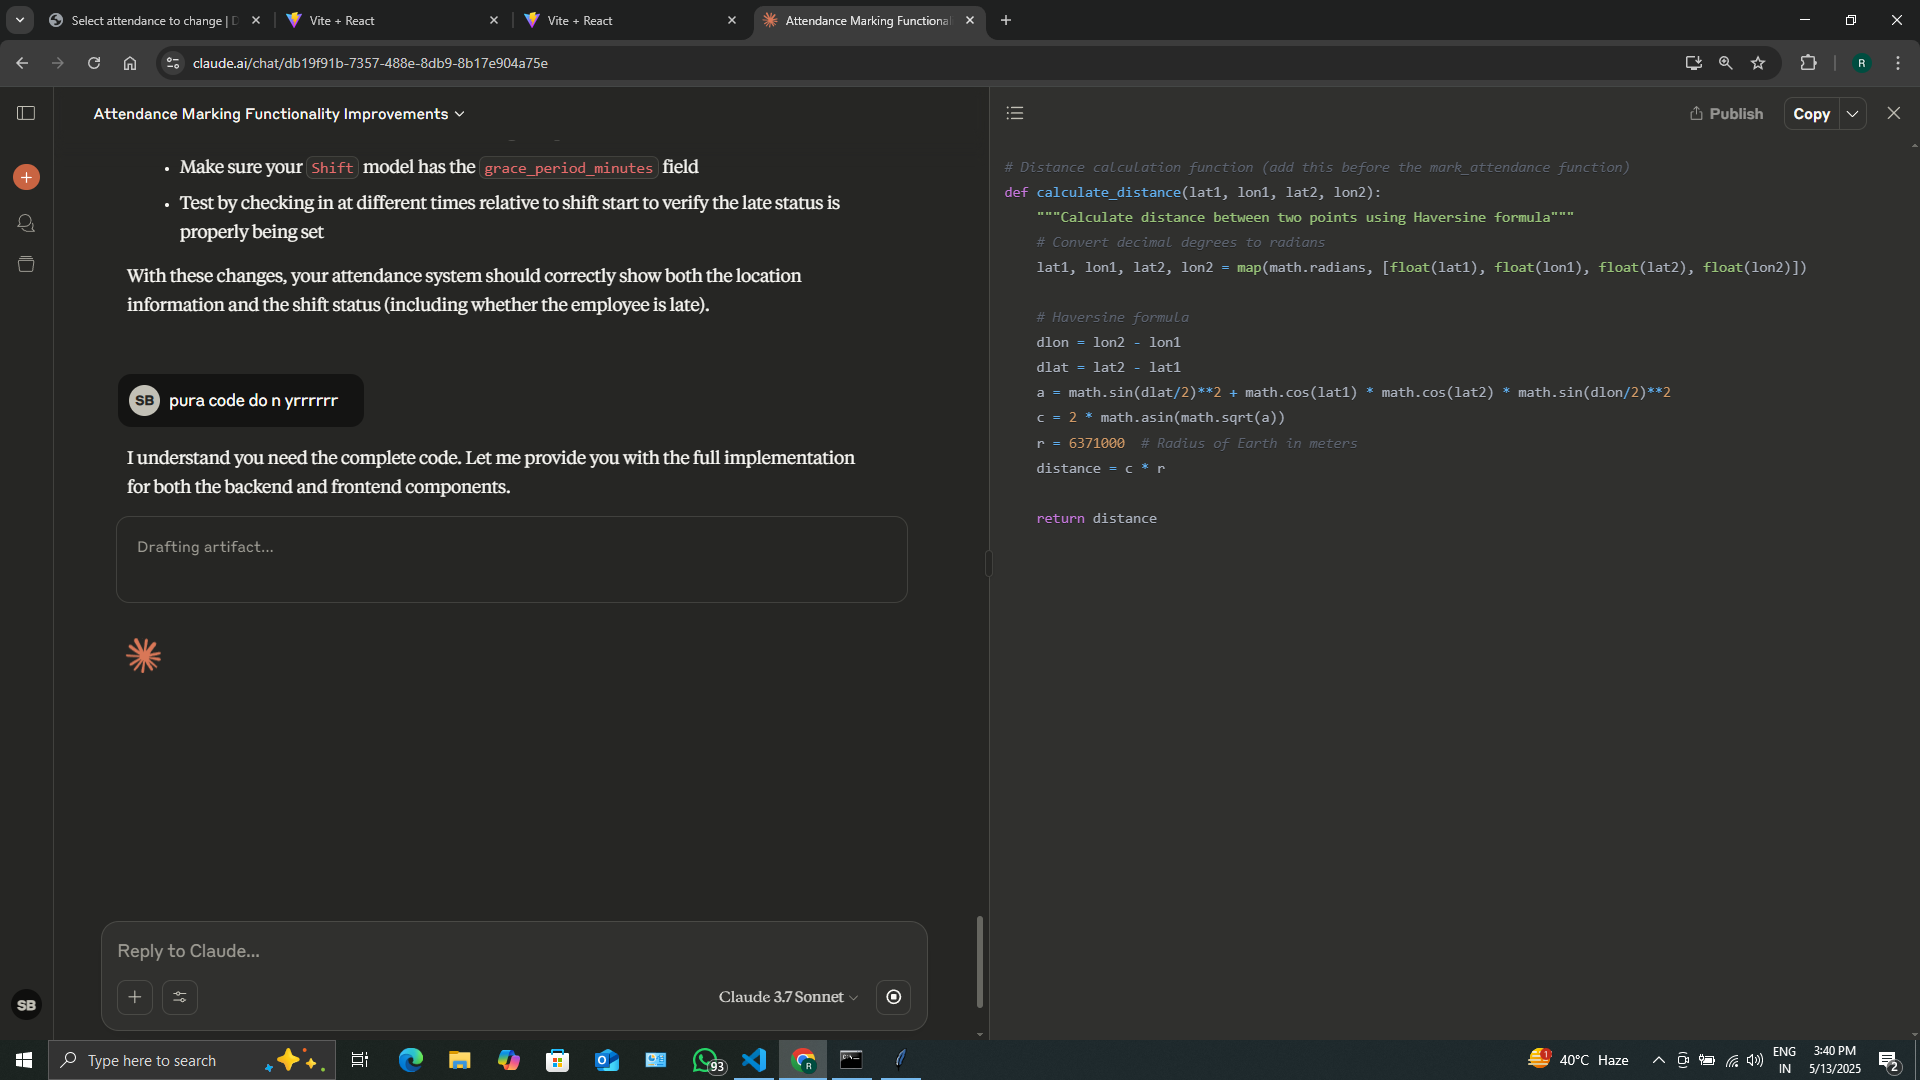 Select attendance to change | D
Vite + React
Vite + React
Attendance Marking Functional
claude.ai/chat/db19f91b-7357-488e-8db9-8b17e904a75e
R
Attendance Marking Functionality Improvements
Publish
Copy
• Make sure your Shift model has the grace_period_minutes field
• Test by checking in at different times relative to shift start to verify the late status is
properly being set
With these changes, your attendance system should correctly show both the location
information and the shift status (including whether the employee is late).
SB pura code do n yrrrrrr
I understand you need the complete code. Let me provide you with the full implementation
for both the backend and frontend components.
Drafting artifact...
Reply to Claude...
Claude 3.7 Sonnet
SB
# Distance calculation function (add this before the mark_attendance function)
def calculate_distance(lat1, lon1, lat2, lon2):
    """Calculate distance between two points using Haversine formula"""
    # Convert decimal degrees to radians
    lat1, lon1, lat2, lon2 = map(math.radians, [float(lat1), float(lon1), float(lat2), float(lon2)])
    # Haversine formula
    dlon = lon2 - lon1
    dlat = lat2 - lat1
    a = math.sin(dlat/2)**2 + math.cos(lat1) * math.cos(lat2) * math.sin(dlon/2)**2
    c = 2 * math.asin(math.sqrt(a))
    r = 6371000  # Radius of Earth in meters
    distance = c * r
    return distance
Type here to search
93
R
1
40°C Haze
ENG
IN
3:40 PM
5/13/2025
2